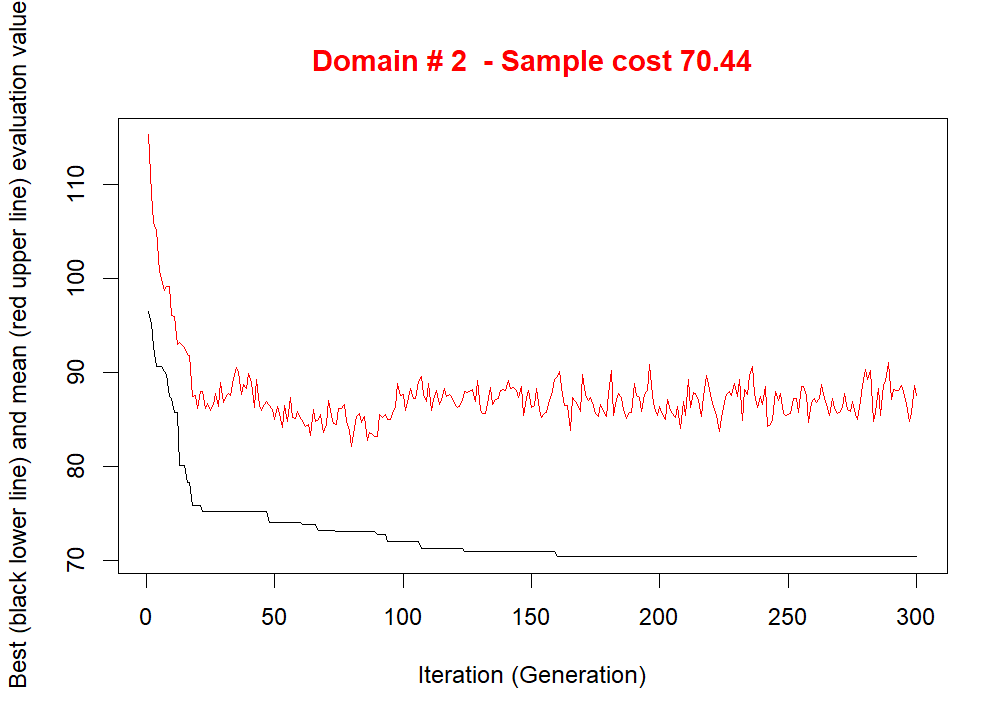 Domain # 2  - Sample cost 70.44
Best (black lower line) and mean (red upper line) evaluation value
110
100
90
80
70
0 50 100 150 200 250 300
Iteration (Generation)